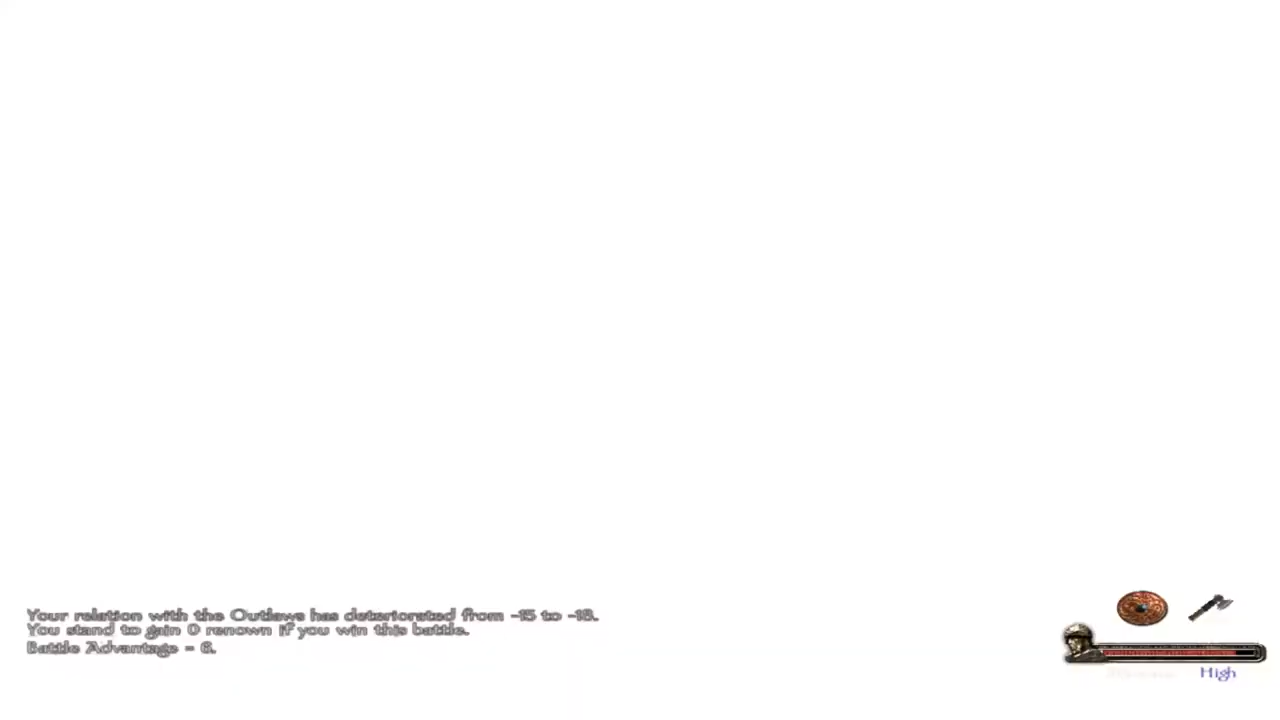 Your relation with the Outlaws has deteriorated from -15 to -18.
You stand to gain 0 renown if you win this battle.
Battle Advantage = 6.
High